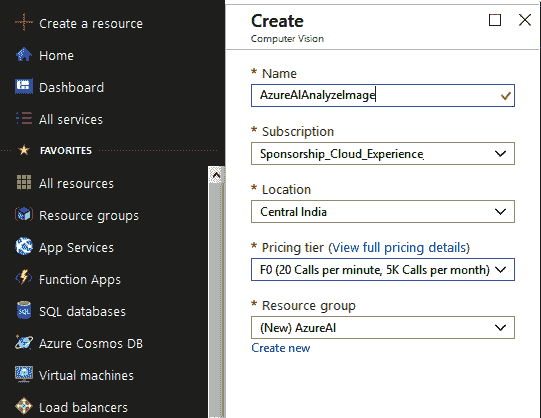 Create a resource
Home
Dashboard
All services
FAVORITES
All resources
Resource groups
App Services
Function Apps
SQL
SQL databases
Azure Cosmos DB
Virtual machines
Load balancers
Create
Computer Vision
* Name
AzureAIAnalyzeImage
* Subscription
Sponsorship_Cloud_Experience
* Location
Central India
* Pricing tier (View full pricing details)
F0 (20 Calls per minute, 5K Calls per month)
* Resource group
(New) AzureAI
Create new